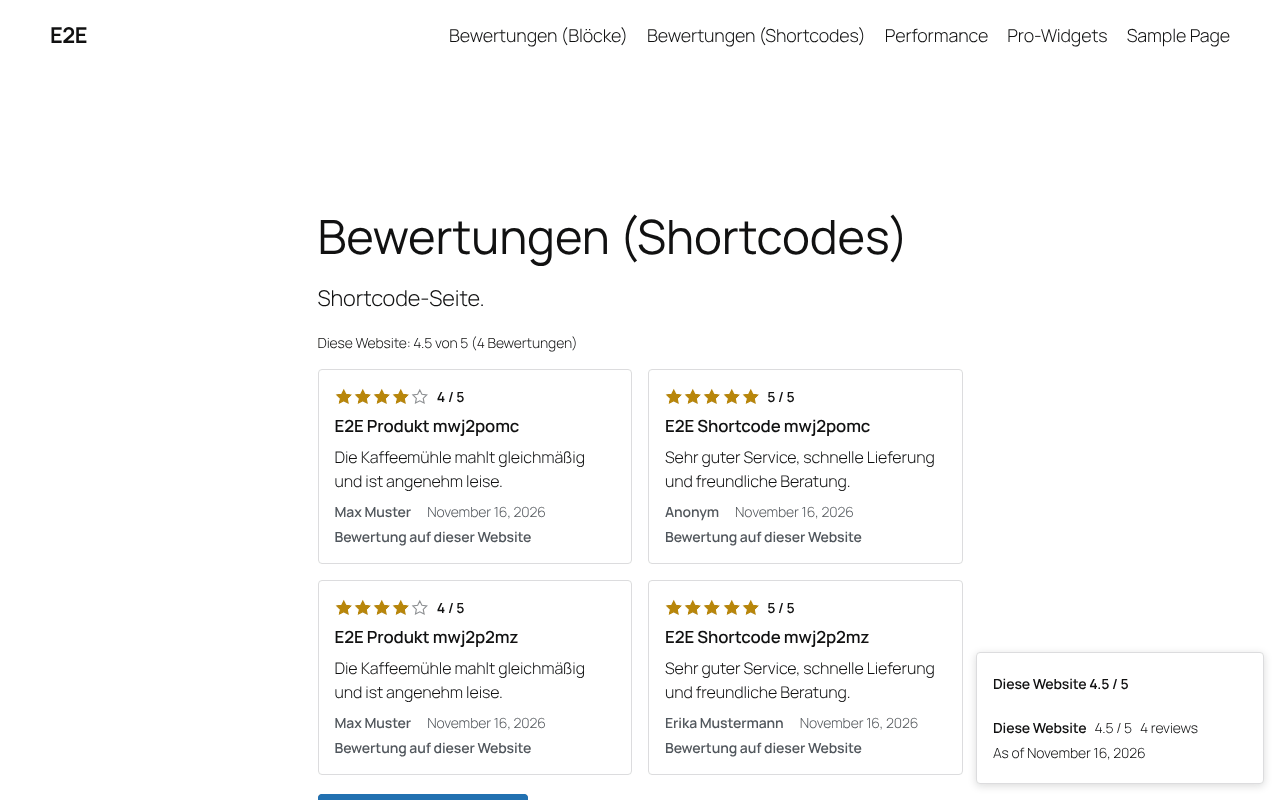 E2E
Bewertungen (Blöcke) Bewertungen (Shortcodes) Performance Pro-Widgets Sample Page
Bewertungen (Shortcodes)
Shortcode-Seite.
Diese Website: 4.5 von 5 (4 Bewertungen)
4 / 5
E2E Produkt mwj2pomc
Die Kaffeemühle mahlt gleichmäßig
und ist angenehm leise.
Max Muster November 16, 2026
Bewertung auf dieser Website
5 / 5
E2E Shortcode mwj2pomc
Sehr guter Service, schnelle Lieferung
und freundliche Beratung.
Anonym November 16, 2026
Bewertung auf dieser Website
4 / 5
E2E Produkt mwj2p2mz
Die Kaffeemühle mahlt gleichmäßig
und ist angenehm leise.
Max Muster November 16, 2026
Bewertung auf dieser Website
5 / 5
E2E Shortcode mwj2p2mz
Sehr guter Service, schnelle Lieferung
und freundliche Beratung.
Erika Mustermann November 16, 2026
Bewertung auf dieser Website
Diese Website 4.5 / 5
Diese Website 4.5 / 5 4 reviews
As of November 16, 2026